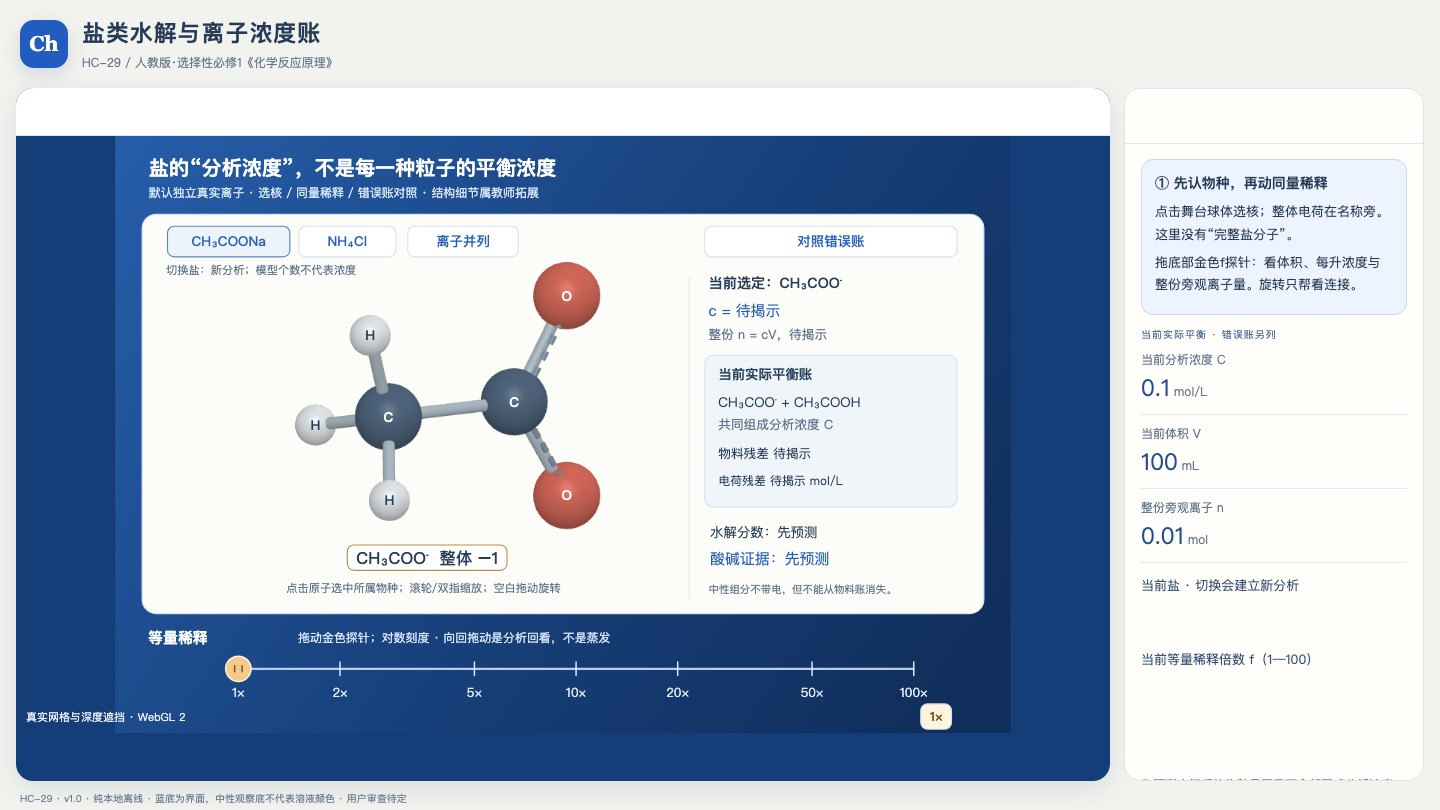 Ch
盐类水解与离子浓度账
HC–29 / 人教版·选择性必修1《化学反应原理》
盐的“分析浓度”，不是每一种粒子的平衡浓度
默认独立真实离子 · 选核 / 同量稀释 / 错误账对照 · 结构细节属教师拓展
CH₃COONa
NH₄Cl
离子并列
对照错误账
切换盐：新分析；模型个数不代表浓度
O
H
C
C
H
H
O
CH₃COO⁻ 整体 −1
点击原子选中所属物种；滚轮/双指缩放；空白拖动旋转
当前选定：CH₃COO⁻
c = 待揭示
整份 n = cV，待揭示
当前实际平衡账
CH₃COO⁻ + CH₃COOH
共同组成分析浓度 C
物料残差 待揭示
电荷残差 待揭示 mol/L
水解分数：先预测
酸碱证据：先预测
中性组分不带电，但不能从物料账消失。
等量稀释
拖动金色探针；对数刻度 · 向回拖动是分析回看，不是蒸发
1× 2× 5× 10× 20× 50× 100×
真实网格与深度遮挡 · WebGL 2
1×
① 先认物种，再动同量稀释
点击舞台球体选核；整体电荷在名称旁。
这里没有“完整盐分子”。
拖底部金色f探针：看体积、每升浓度与
整份旁观离子量。旋转只帮看连接。
当前实际平衡 · 错误账另列
当前分析浓度 C
0.1 mol/L
当前体积 V
100 mL
整份旁观离子 n
0.01 mol
当前盐 · 切换会建立新分析
当前等量稀释倍数 f（1—100）
HC–29 · v1.0 · 纯本地离线 · 蓝底为界面，中性观察底不代表溶液颜色 · 用户审查待定